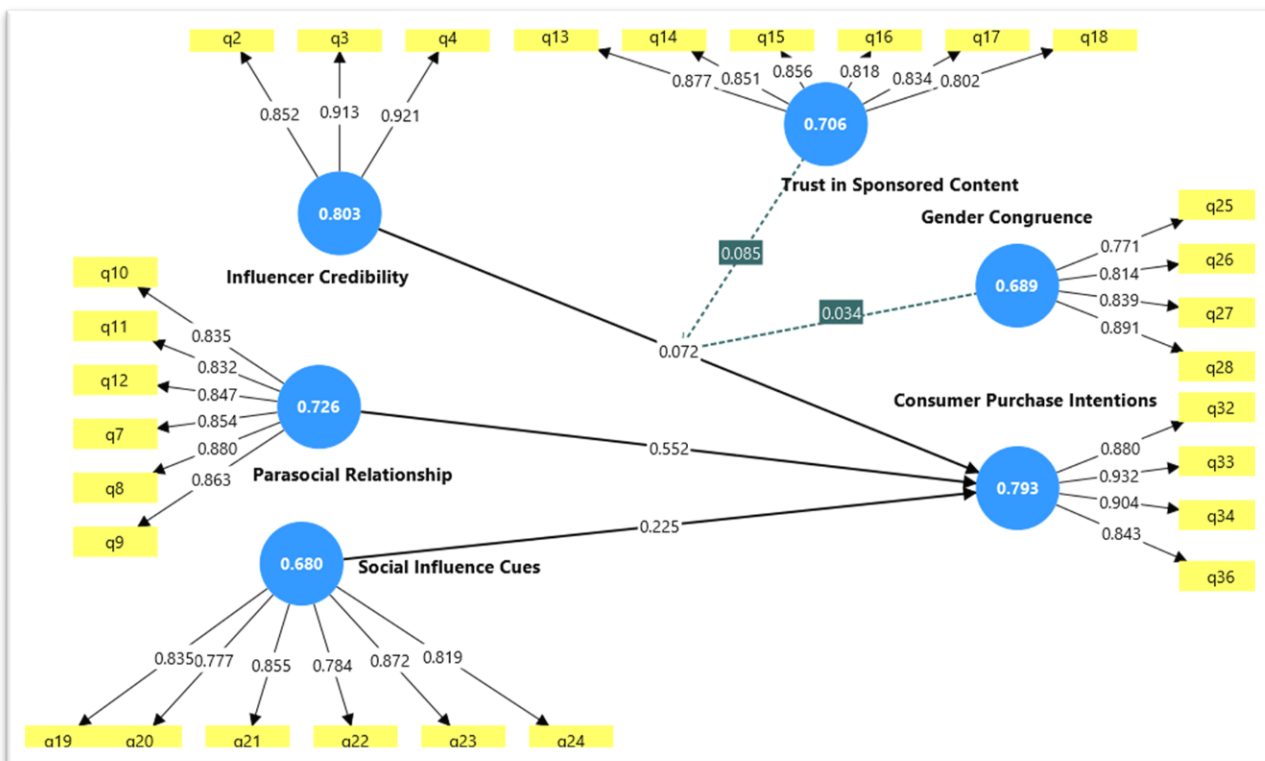 q2 q3 q4 q13 q14 q15 q16 q17 q18
0.852 0.913 0.921 0.877 0.851 0.856 0.818 0.834 0.802
0.803
Influencer Credibility
0.706
Trust in Sponsored Content
0.085
Gender Congruence
0.689
0.034
0.771 q25
0.814 q26
0.839 q27
0.891 q28
0.072
q10 0.835
q11 0.832
q12 0.847
q7 0.854
q8 0.880
q9 0.863
0.726
Parasocial Relationship
0.552
Consumer Purchase Intentions
0.793
0.880 q32
0.932 q33
0.904 q34
0.843 q36
0.225
0.680
Social Influence Cues
0.835 0.777 0.855 0.784 0.872 0.819
q19 q20 q21 q22 q23 q24